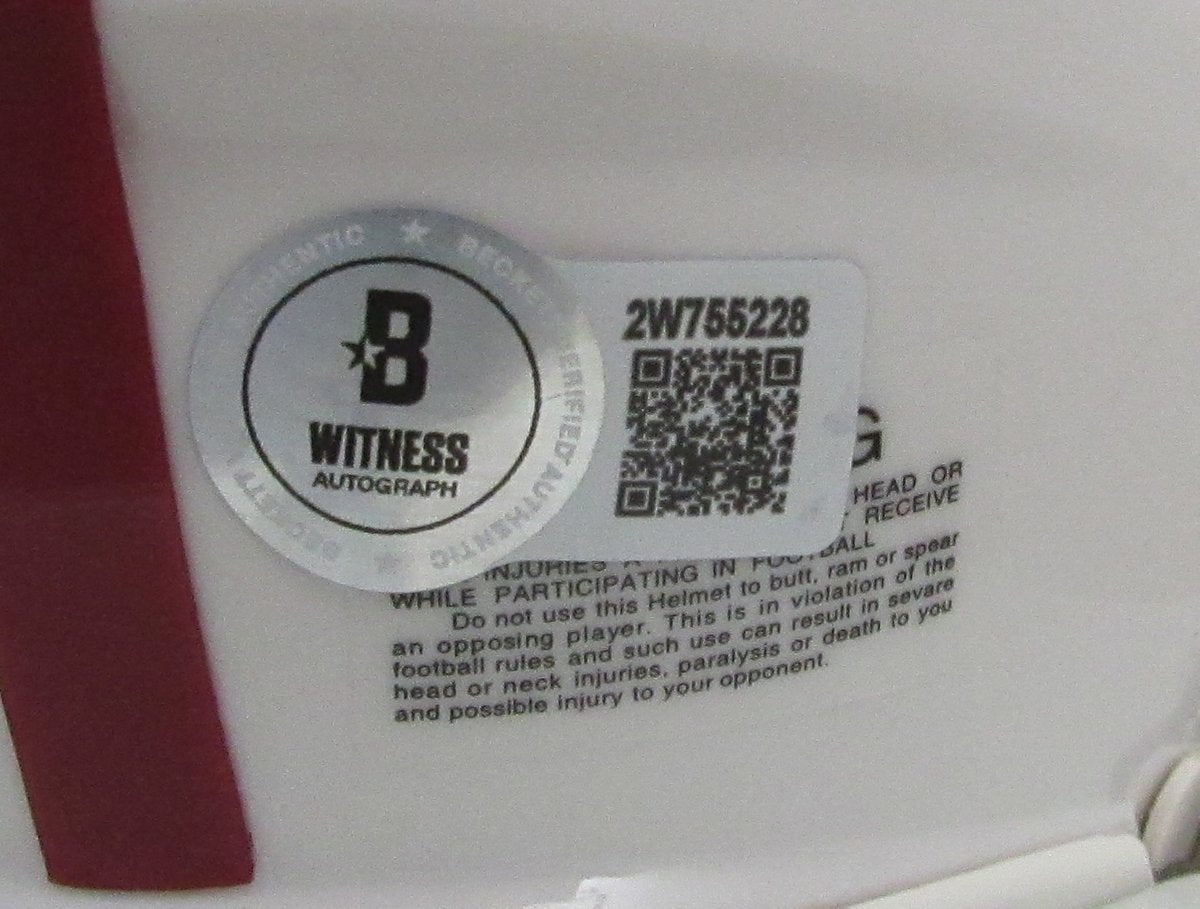 AUTHENTIC ★ BECKETT VERIFIED AUTHENTIC ★ BECKETT
B
WITNESS
AUTOGRAPH
2W755228
G
HEAD OR
RECEIVE
INJURIES
WHILE PARTICIPATING IN FOOTBALL
Do not use this Helmet to butt, ram or spear
an opposing player. This is in violation of the
football rules and such use can result in sevare
head or neck injuries, paralysis or death to you
and possible injury to your opponent.